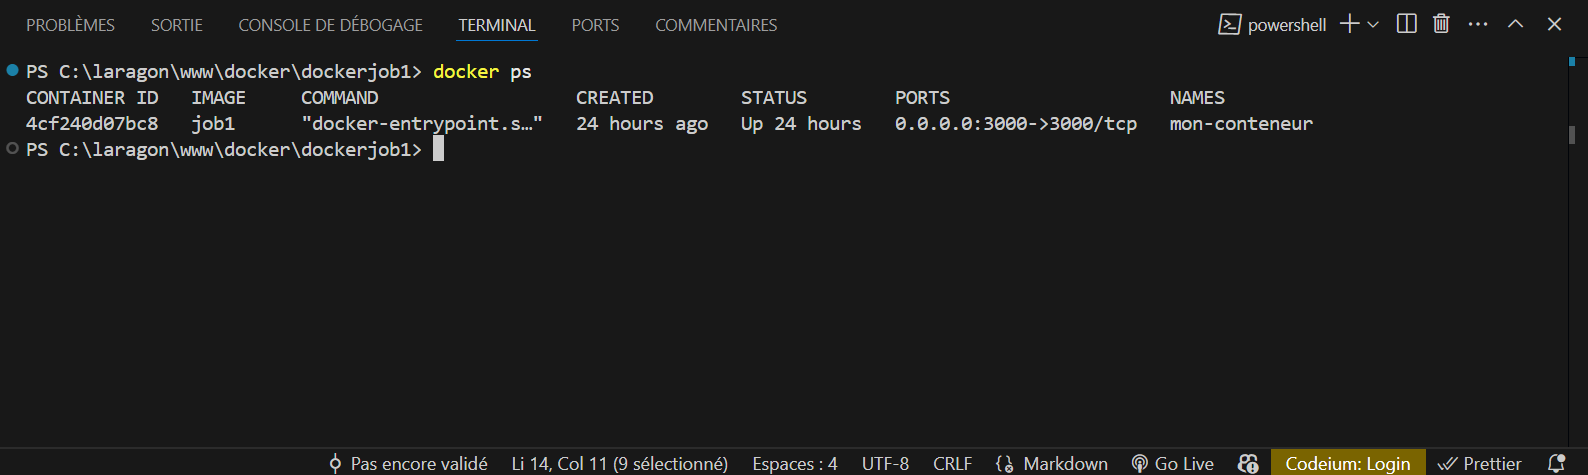 PROBLÈMES SORTIE CONSOLE DE DÉBOGAGE TERMINAL PORTS COMMENTAIRES powershell
PS C:\laragon\www\docker\dockerjob1> docker ps
CONTAINER ID IMAGE COMMAND CREATED STATUS PORTS NAMES
4cf240d07bc8 job1 "docker-entrypoint.s…" 24 hours ago Up 24 hours 0.0.0.0:3000->3000/tcp mon-conteneur
PS C:\laragon\www\docker\dockerjob1>
Pas encore validé Li 14, Col 11 (9 sélectionné) Espaces : 4 UTF-8 CRLF Markdown Go Live Codeium: Login Prettier